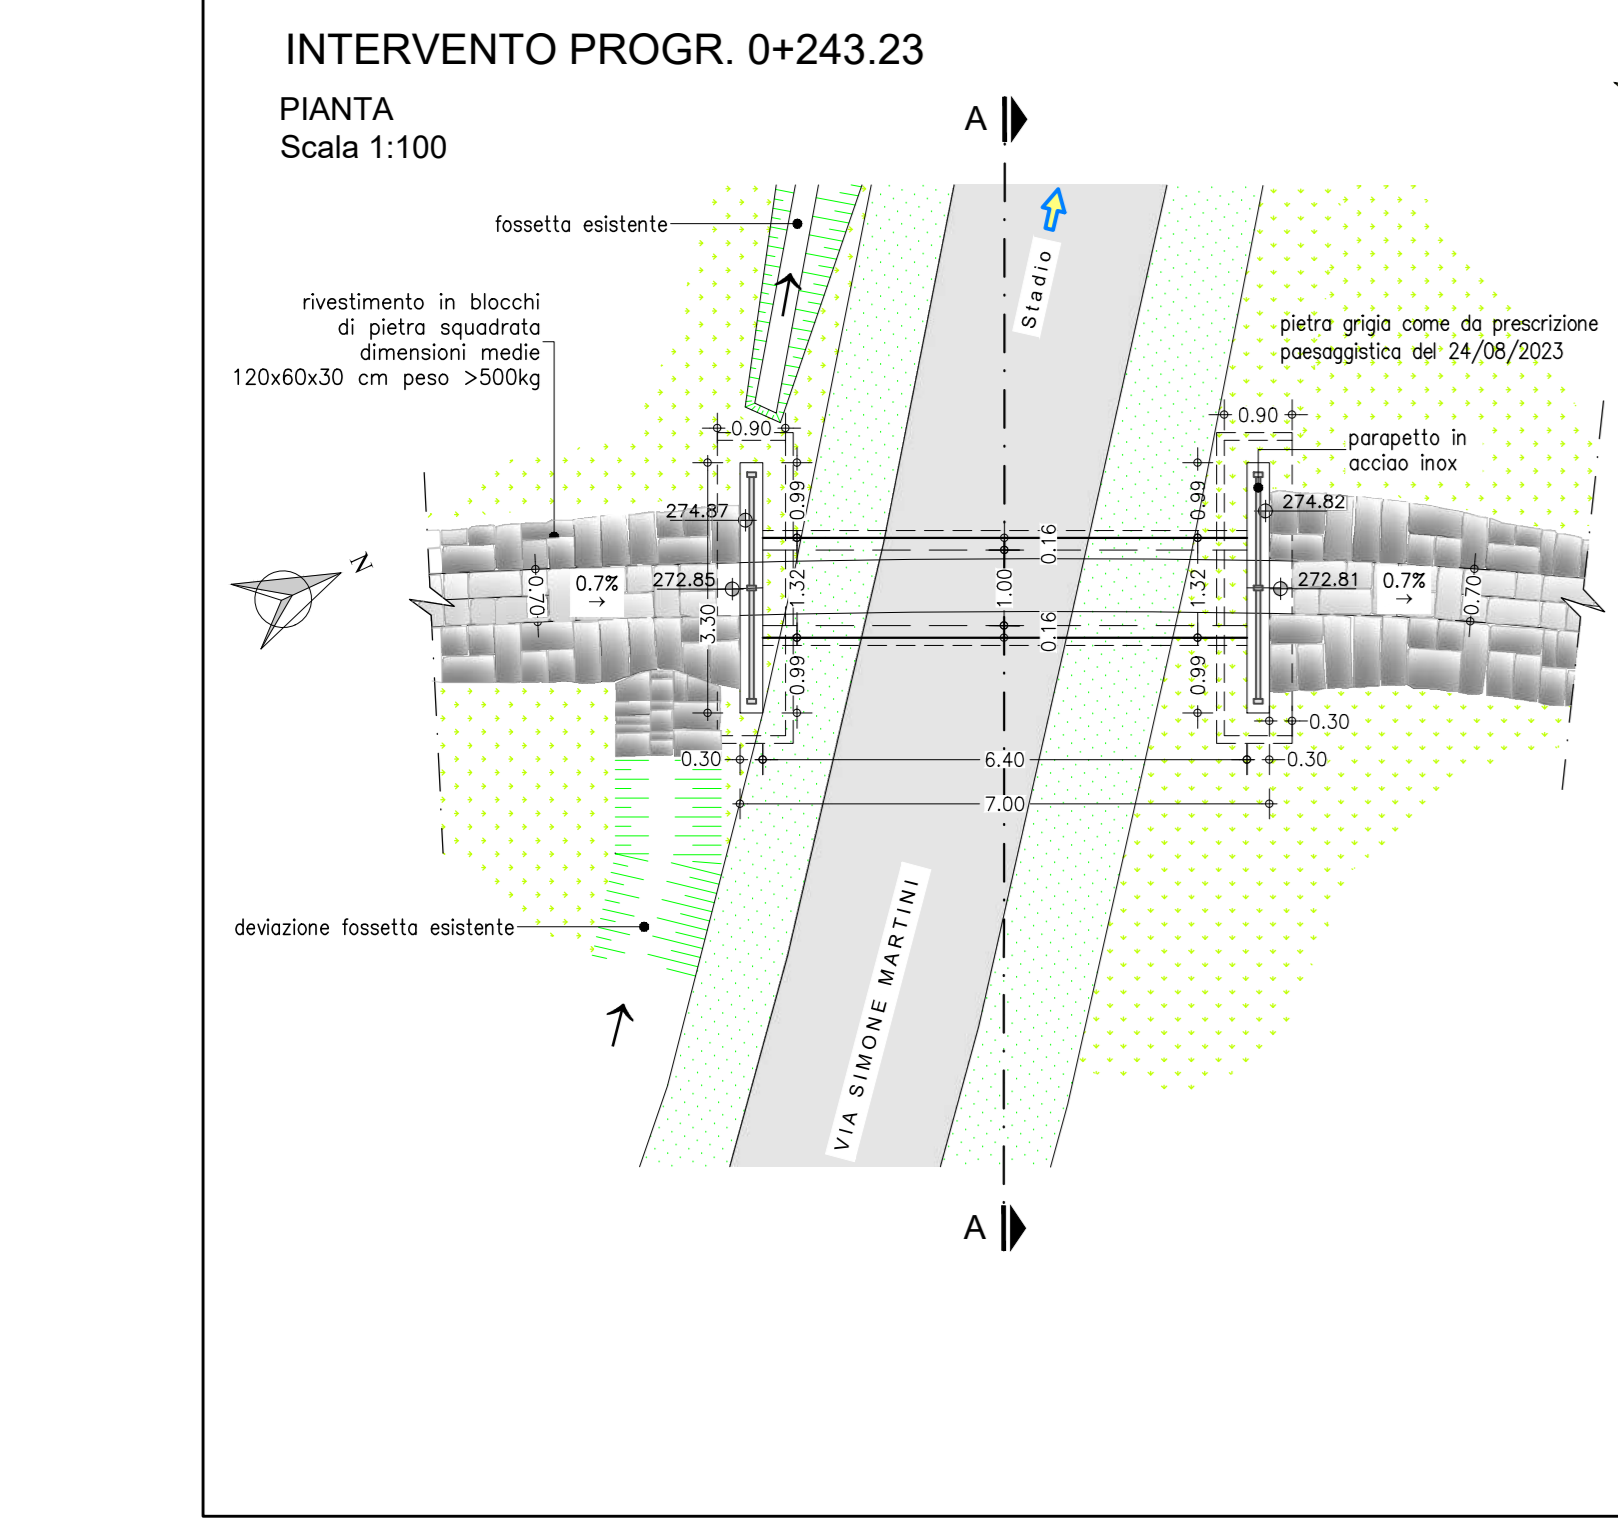 INTERVENTO PROGR. 0+243.23
PIANTA
Scala 1:100
A
fossetta esistente
Stadio
rivestimento in blocchi
di pietra squadrata
dimensioni medie
120x60x30 cm peso >500kg
pietra grigia come da prescrizione
paesaggistica del 24/08/2023
0.90
0.90
parapetto in
acciao inox
0.99
0.99
274.87
274.82
0.16
N
0.70
0.7%
→
272.85
3.30
1.32
1.00
1.32
272.81
0.7%
→
0.70
0.16
0.99
0.99
0.30
0.30
6.40
0.30
7.00
deviazione fossetta esistente
VIA SIMONE MARTINI
A